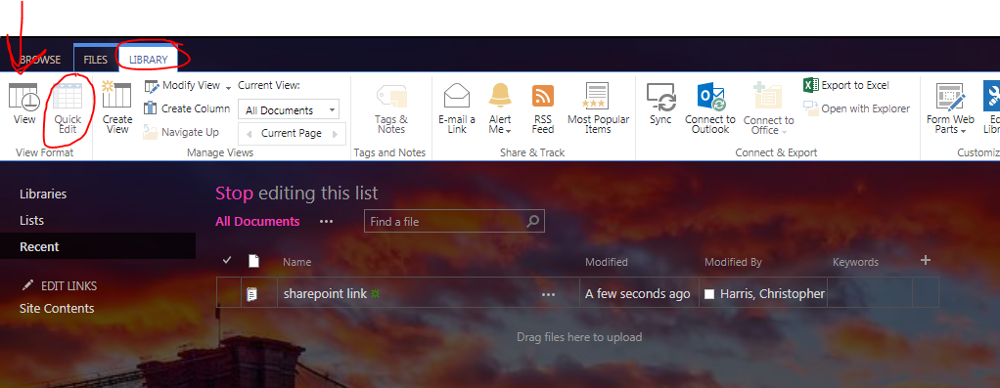 BROWSE FILES LIBRARY
View
Quick Edit
Create View
Modify View
Create Column
Navigate Up
Current View:
All Documents
Current Page
Tags & Notes
E-mail a Link
Alert Me
RSS Feed
Most Popular Items
Sync
Connect to Outlook
Connect to Office
Export to Excel
Open with Explorer
Form Web Parts
View Format
Manage Views
Tags and Notes
Share & Track
Connect & Export
Customiz
Libraries
Lists
Recent
EDIT LINKS
Site Contents
Stop editing this list
All Documents
Find a file
Name Modified Modified By Keywords
sharepoint link A few seconds ago Harris, Christopher
Drag files here to upload